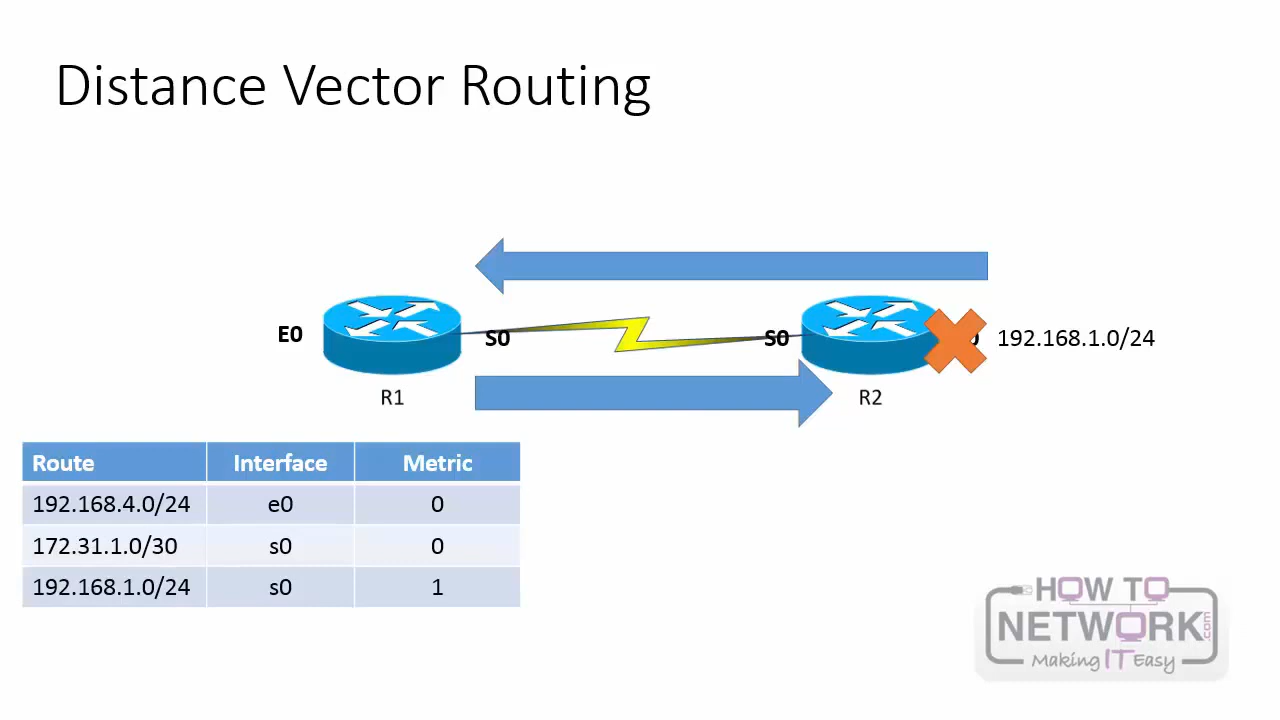 Distance Vector Routing
E0
S0
S0
192.168.1.0/24
R1
R2
Route Interface Metric
192.168.4.0/24 e0 0
172.31.1.0/30 s0 0
192.168.1.0/24 s0 1
HOW TO
NETWORK.com
Making IT Easy